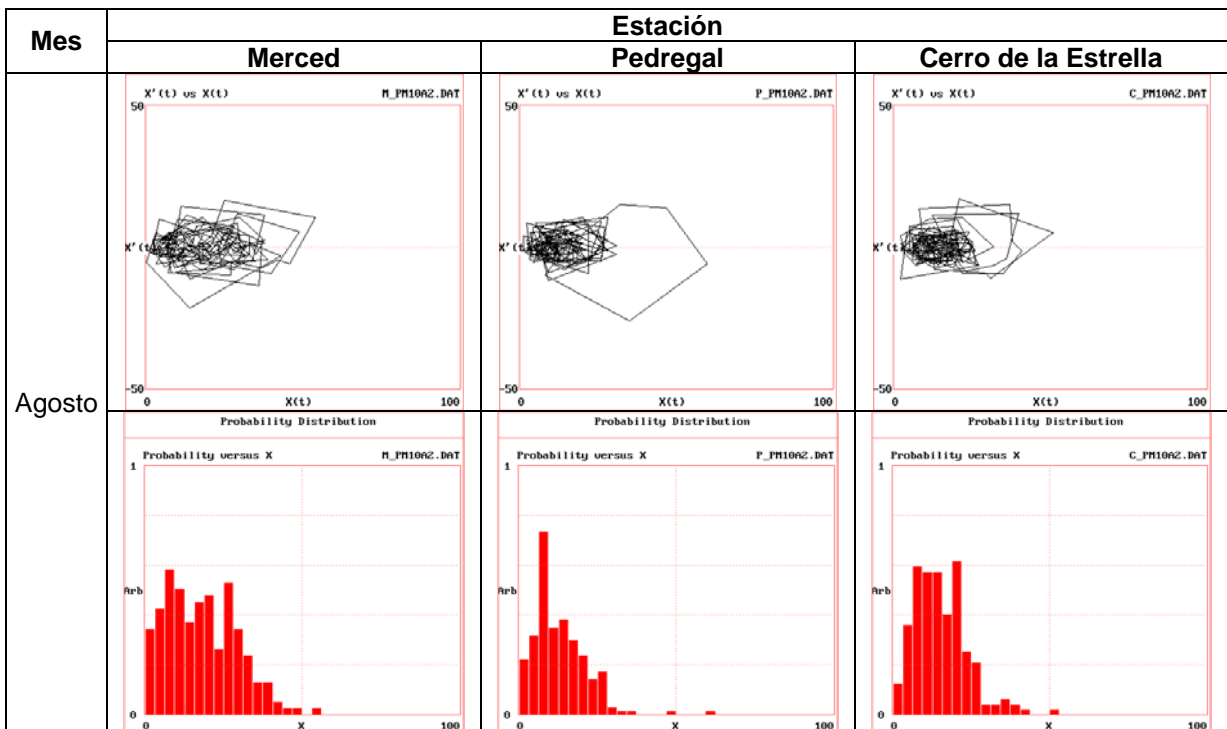 Mes
Estación
Merced
Pedregal
Cerro de la Estrella
Agosto
X'(t) vs X(t) M_PM10A2.DAT
50
X'(t
-50
0 X(t) 100
X'(t) vs X(t) P_PM10A2.DAT
50
X'(t
-50
0 X(t) 100
X'(t) vs X(t) C_PM10A2.DAT
50
X'(t
-50
0 X(t) 100
Probability Distribution
Probability versus X M_PM10A2.DAT
1
Arb
0
0 X 100
Probability Distribution
Probability versus X P_PM10A2.DAT
1
Arb
0
0 X 100
Probability Distribution
Probability versus X C_PM10A2.DAT
1
Arb
0
0 X 100